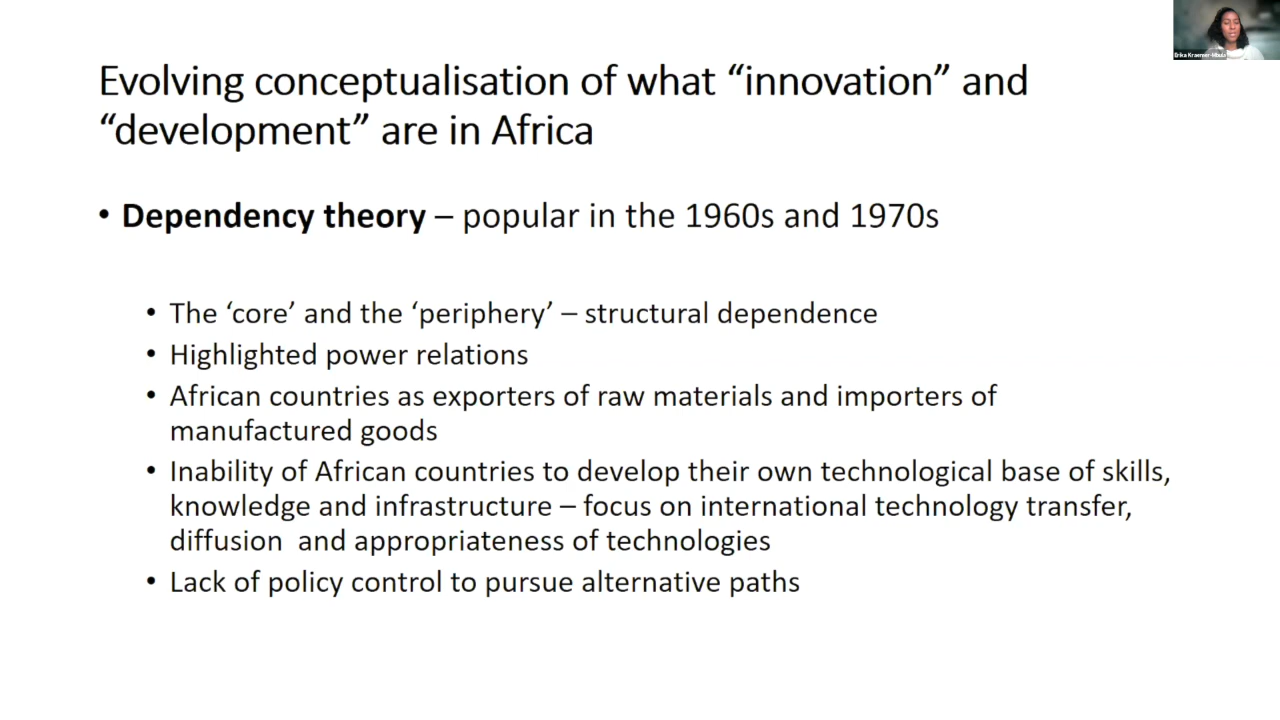 Erika Kraemer-Mbula
Evolving conceptualisation of what “innovation” and
“development” are in Africa
• Dependency theory – popular in the 1960s and 1970s
• The ‘core’ and the ‘periphery’ – structural dependence
• Highlighted power relations
• African countries as exporters of raw materials and importers of
manufactured goods
• Inability of African countries to develop their own technological base of skills,
knowledge and infrastructure – focus on international technology transfer,
diffusion  and appropriateness of technologies
• Lack of policy control to pursue alternative paths